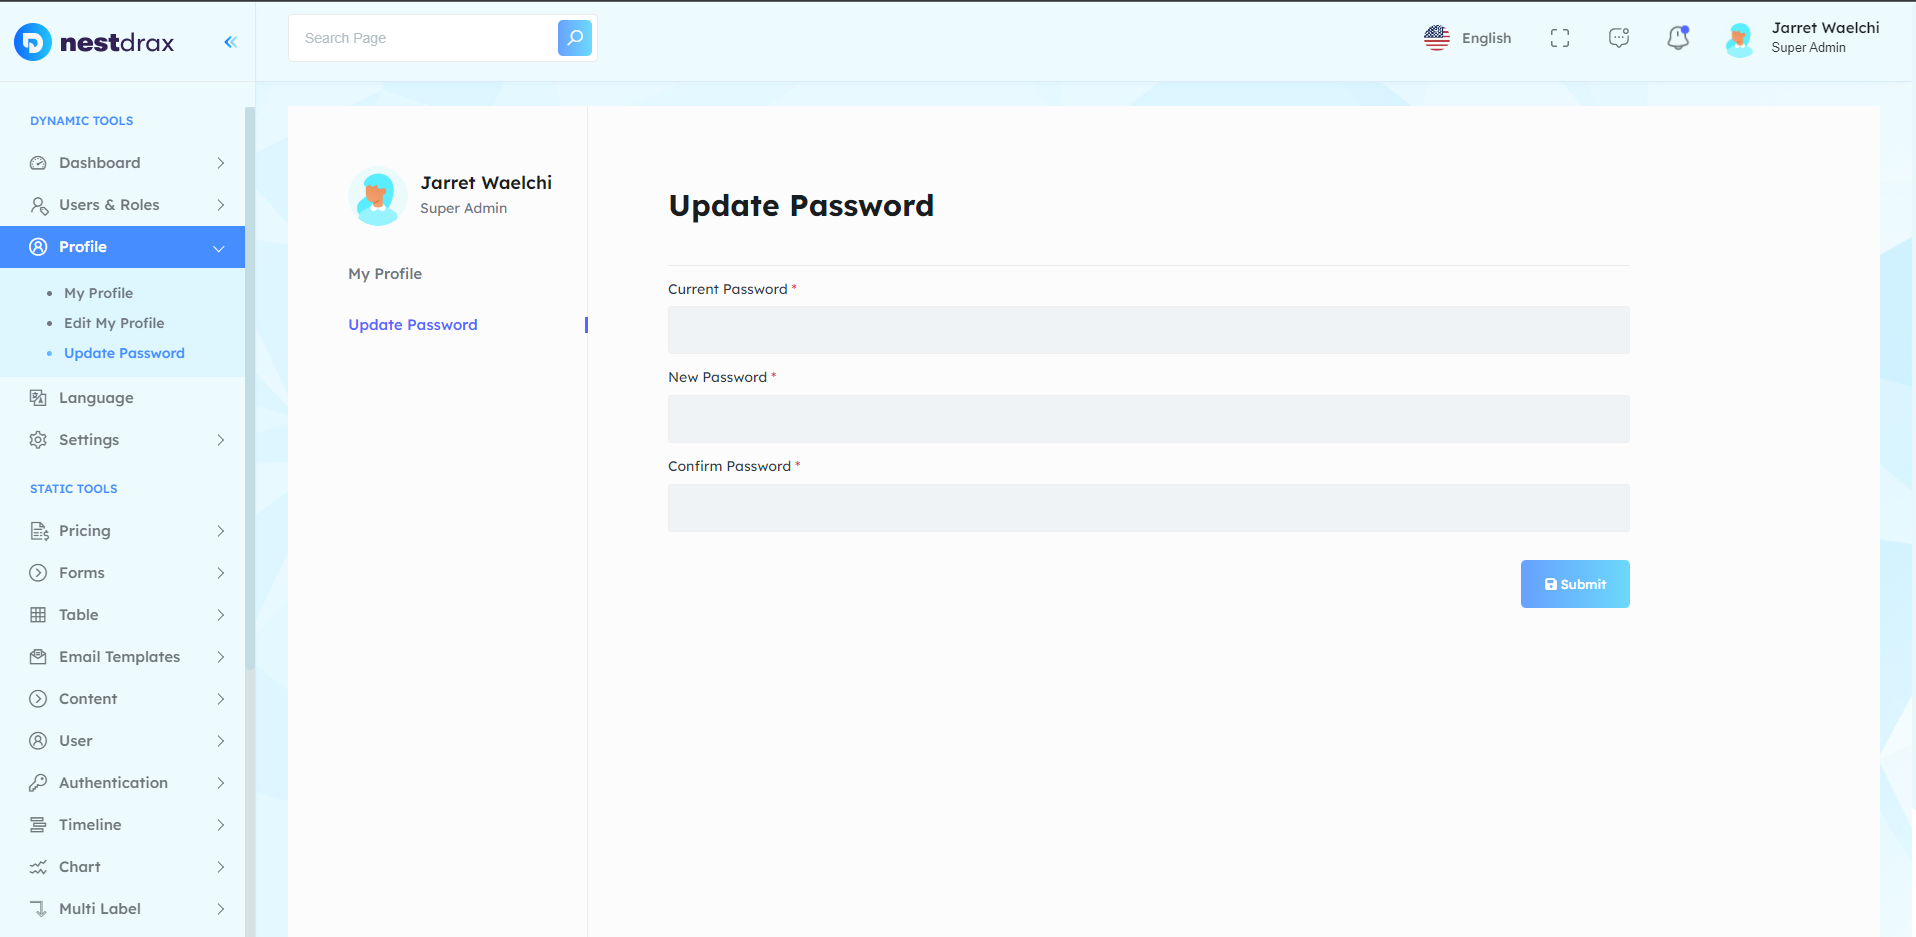 nestdrax
Search Page
English
Jarret Waelchi
Super Admin
DYNAMIC TOOLS
Dashboard
Users & Roles
Profile
My Profile
Edit My Profile
Update Password
Language
Settings
STATIC TOOLS
Pricing
Forms
Table
Email Templates
Content
User
Authentication
Timeline
Chart
Multi Label
Jarret Waelchi
Super Admin
My Profile
Update Password
Update Password
Current Password *
New Password *
Confirm Password *
Submit